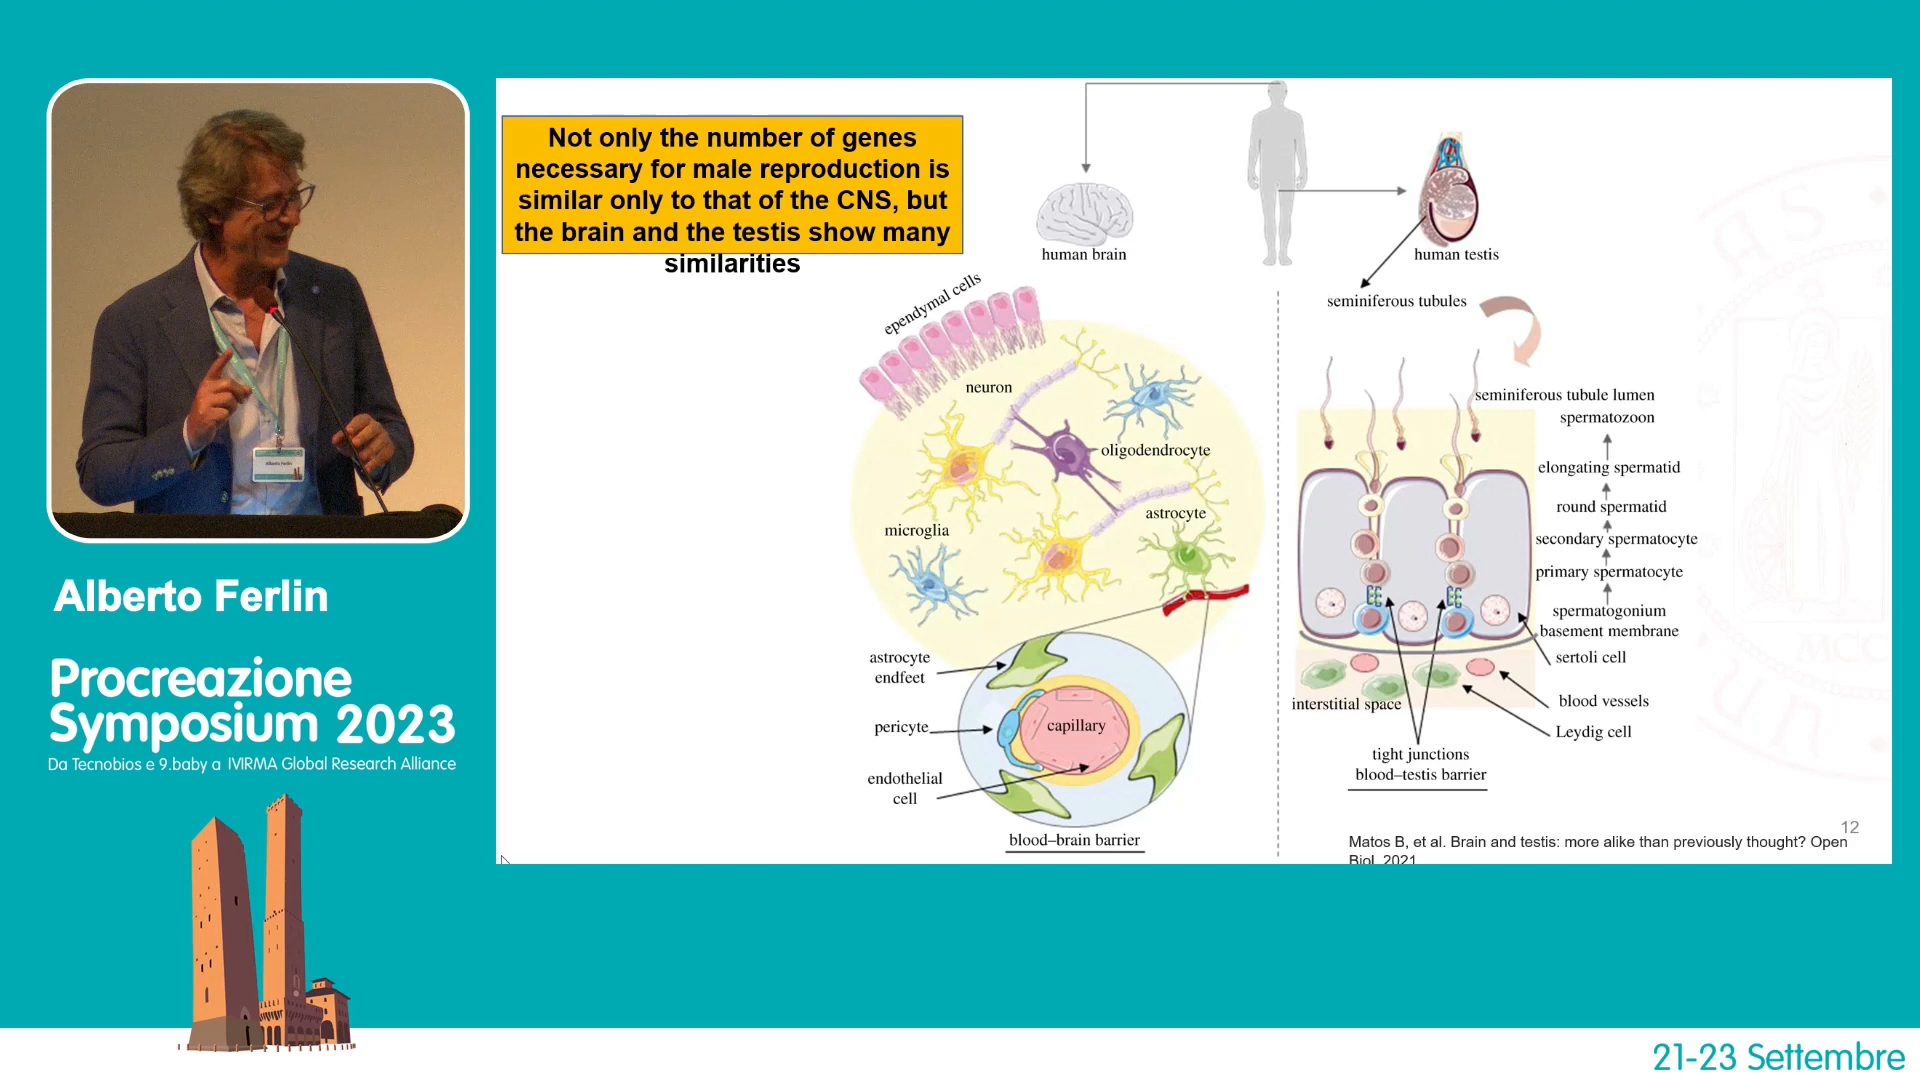 Not only the number of genes
necessary for male reproduction is
similar only to that of the CNS, but
the brain and the testis show many
similarities
human brain
human testis
seminiferous tubules
ependymal cells
neuron
oligodendrocyte
astrocyte
microglia
seminiferous tubule lumen
spermatozoon
elongating spermatid
round spermatid
secondary spermatocyte
primary spermatocyte
spermatogonium
basement membrane
sertoli cell
blood vessels
Leydig cell
interstitial space
tight junctions
blood–testis barrier
astrocyte
endfeet
pericyte
capillary
endothelial
cell
blood–brain barrier
12
Matos B, et al. Brain and testis: more alike than previously thought? Open
Biol. 2021
MCC
Alberto Ferlin
Alberto Ferlin
Procreazione
Symposium 2023
Da Tecnobios e 9.baby a IVIRMA Global Research Alliance
21-23 Settembre